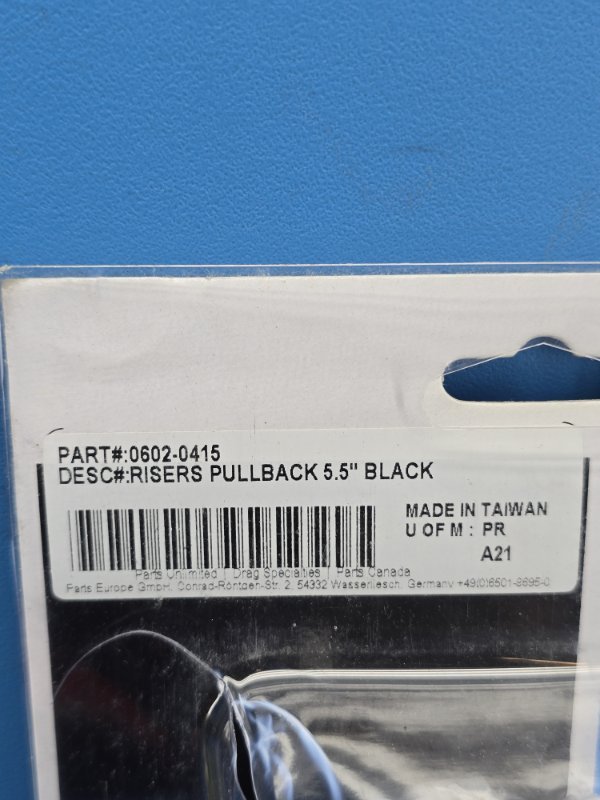 PART#:0602-0415
DESC#:RISERS PULLBACK 5.5" BLACK
MADE IN TAIWAN
U OF M : PR
A21
Parts Unlimited | Drag Specialties | Parts Canada
Parts Europe GmbH, Conrad-Röntgen-Str. 2, 54332 Wasserliesch, Germany +49(0)6501-9695-0